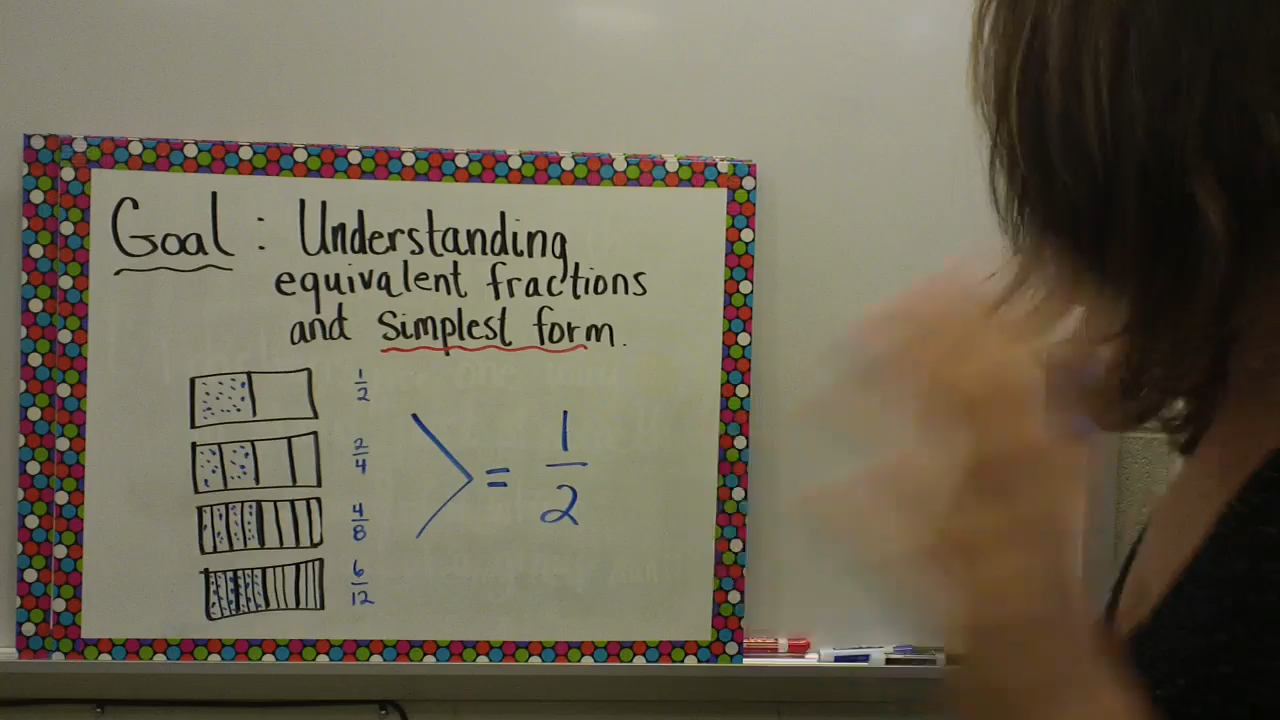 Goal: Understanding
equivalent fractions
and simplest form.
1/2
2/4
4/8
6/12
= 1/2